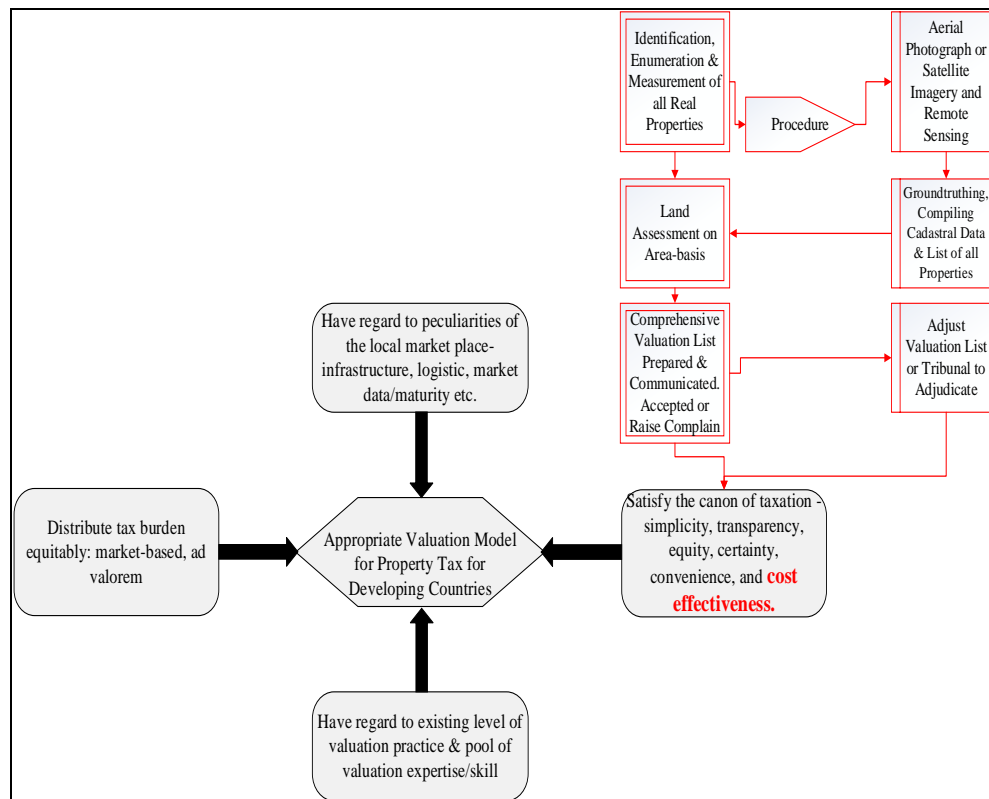 Identification,
Enumeration &
Measurement of
all Real
Properties
Procedure
Aerial
Photograph or
Satellite
Imagery and
Remote
Sensing
Land
Assessment on
Area-basis
Groundtruthing,
Compiling
Cadastral Data
& List of all
Properties
Comprehensive
Valuation List
Prepared &
Communicated.
Accepted or
Raise Complain
Adjust
Valuation List
or Tribunal to
Adjudicate
Have regard to peculiarities of
the local market place-
infrastructure, logistic, market
data/maturity etc.
Distribute tax burden
equitably: market-based, ad
valorem
Appropriate Valuation Model
for Property Tax for
Developing Countries
Satisfy the canon of taxation -
simplicity, transparency,
equity, certainty,
convenience, and cost
effectiveness.
Have regard to existing level of
valuation practice & pool of
valuation expertise/skill